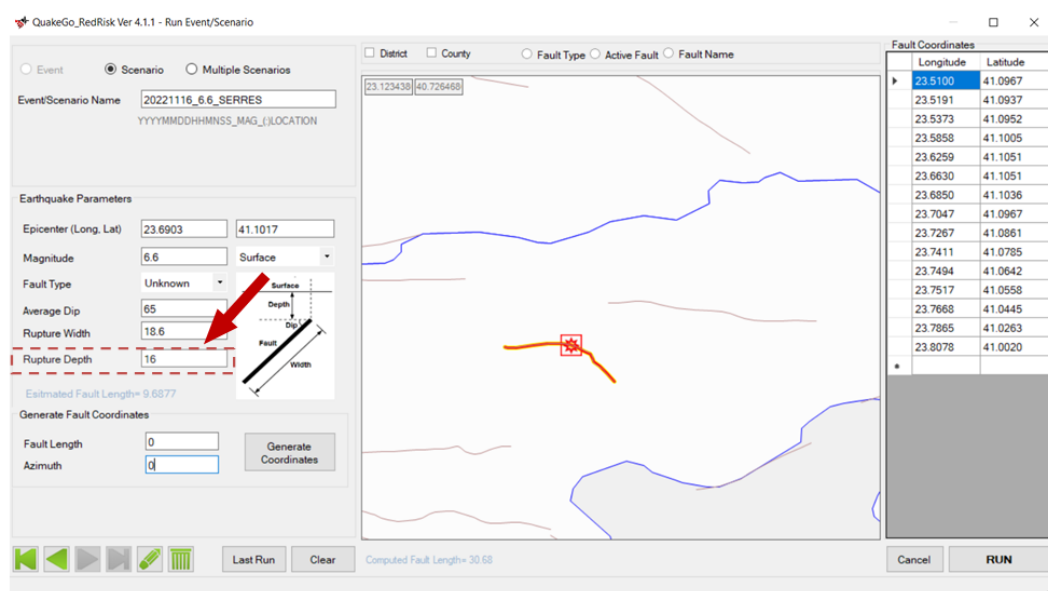 QuakeGo_RedRisk Ver 4.1.1 - Run Event/Scenario
Event
Scenario
Multiple Scenarios
Event/Scenario Name
20221116_6.6_SERRES
YYYYMMDDHHMNSS_MAG_(:)LOCATION
Earthquake Parameters
Epicenter (Long, Lat)
23.6903
41.1017
Magnitude
6.6
Surface
Fault Type
Unknown
Average Dip
65
Rupture Width
18.6
Rupture Depth
16
Surface
Depth
Dip
Fault
Width
Esitmated Fault Length= 9.6877
Generate Fault Coordinates
Fault Length
0
Azimuth
0
Generate
Coordinates
Last Run
Clear
District
County
Fault Type
Active Fault
Fault Name
23.123438
40.726468
Computed Fault Length= 30.68
Fault Coordinates
Longitude Latitude
23.5100 41.0967
23.5191 41.0937
23.5373 41.0952
23.5858 41.1005
23.6259 41.1051
23.6630 41.1051
23.6850 41.1036
23.7047 41.0967
23.7267 41.0861
23.7411 41.0785
23.7494 41.0642
23.7517 41.0558
23.7668 41.0445
23.7865 41.0263
23.8078 41.0020
Cancel
RUN